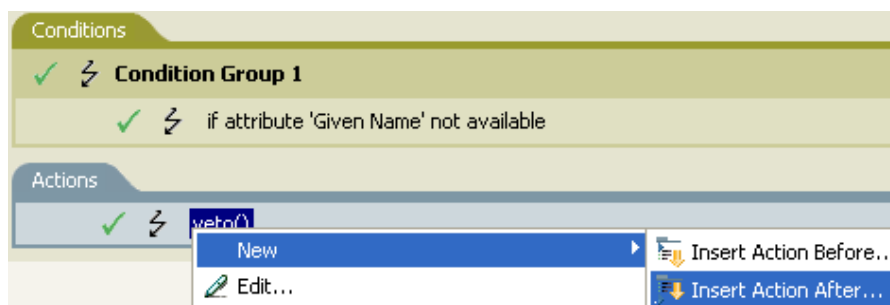 Conditions
Condition Group 1
if attribute 'Given Name' not available
Actions
veto()
New
Insert Action Before..
Edit...
Insert Action After...